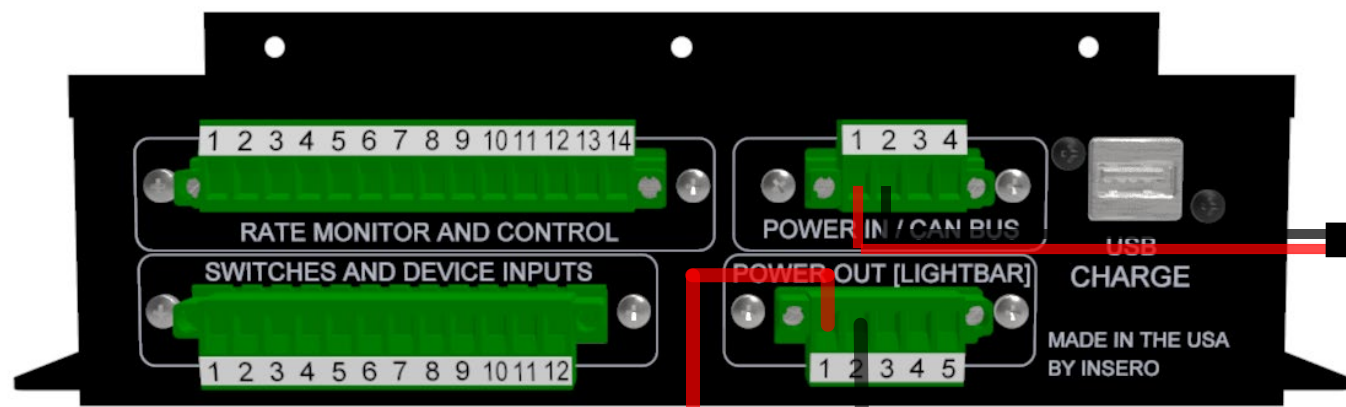 1 2 3 4 5 6 7 8 9 10 11 12 13 14
RATE MONITOR AND CONTROL
1 2 3 4
POWER IN / CAN BUS
USB
CHARGE
SWITCHES AND DEVICE INPUTS
1 2 3 4 5 6 7 8 9 10 11 12
POWER OUT [LIGHTBAR]
1 2 3 4 5
MADE IN THE USA
BY INSERO